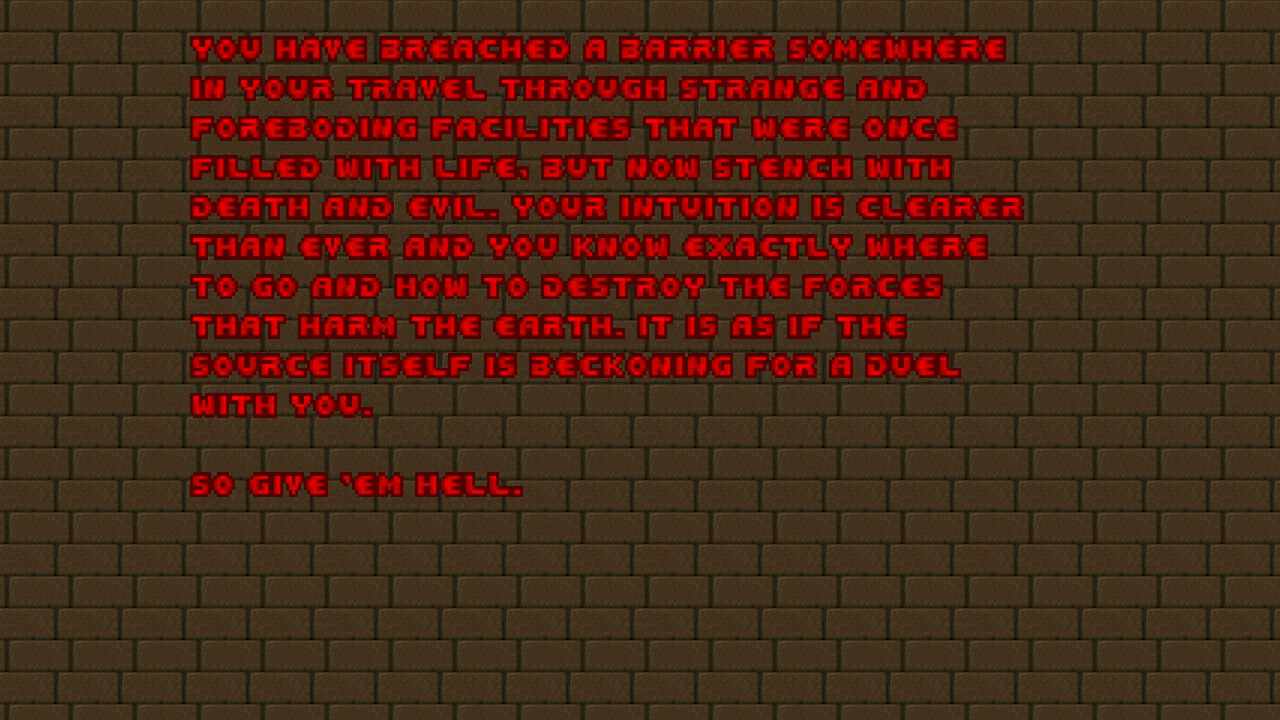 YOU HAVE BREACHED A BARRIER SOMEWHERE
IN YOUR TRAVEL THROUGH STRANGE AND
FOREBODING FACILITIES THAT WERE ONCE
FILLED WITH LIFE, BUT NOW STENCH WITH
DEATH AND EVIL. YOUR INTUITION IS CLEARER
THAN EVER AND YOU KNOW EXACTLY WHERE
TO GO AND HOW TO DESTROY THE FORCES
THAT HARM THE EARTH. IT IS AS IF THE
SOURCE ITSELF IS BECKONING FOR A DUEL
WITH YOU.
SO GIVE 'EM HELL.